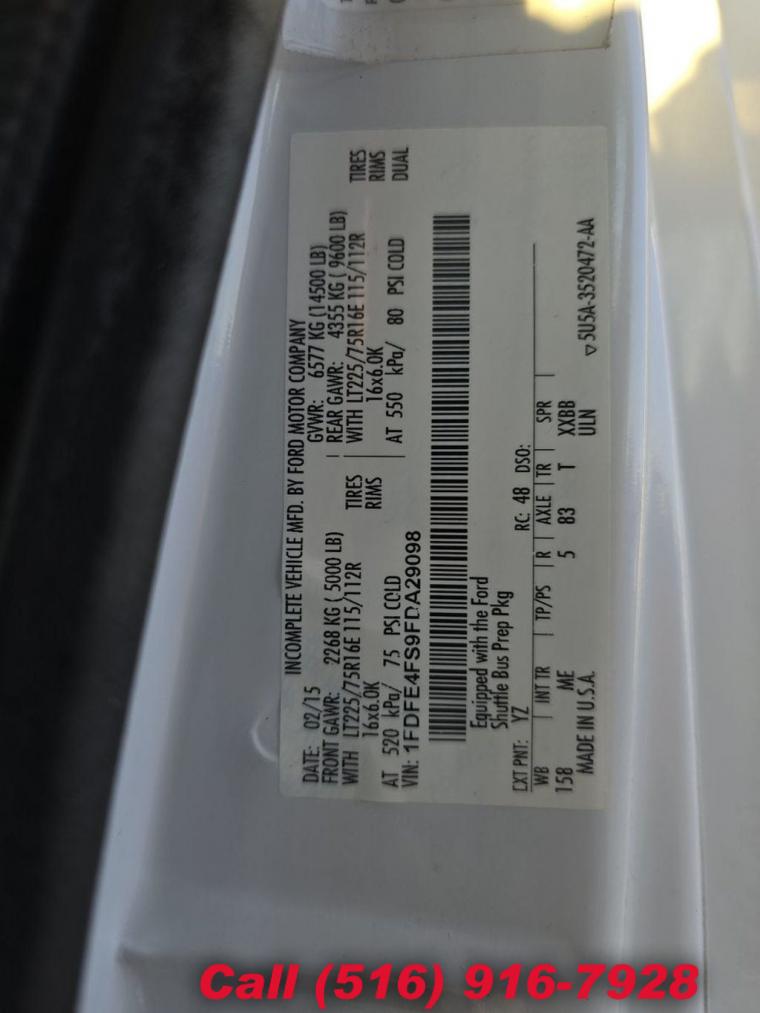 INCOMPLETE VEHICLE MFD. BY FORD MOTOR COMPANY
DATE: 02/15 GVWR: 6577 KG (14500 LB)
FRONT GAWR: 2268 KG ( 5000 LB) | REAR GAWR: 4355 KG ( 9600 LB)
WITH LT225/75R16E 115/112R TIRES | WITH LT225/75R16E 115/112R TIRES
16x6.0K RIMS 16x6.0K RIMS
AT 520 kPa/ 75 PSI COLD | AT 550 kPa/ 80 PSI COLD DUAL
VIN: 1FDFE4FS9FDA29098
Equipped with the Ford
Shuttle Bus Prep Pkg
EXT PNT: YZ RC: 48 DSO:
WB | INT TR | TP/PS | R | AXLE | TR | SPR
158 ME 5 83 T XXBB
MADE IN U.S.A. ULN
▽5U5A-3520472-AA
Call (516) 916-7928